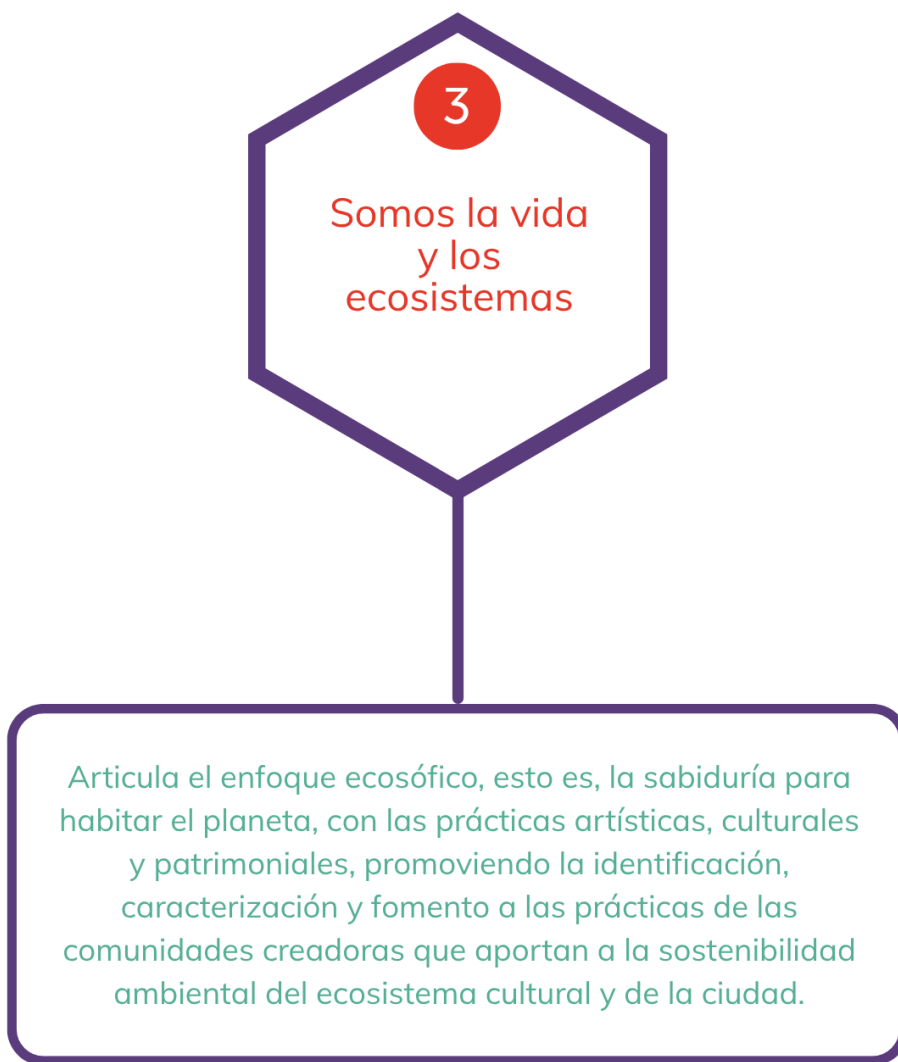 3
Somos la vida
y los
ecosistemas
Articula el enfoque ecosófico, esto es, la sabiduría para
habitar el planeta, con las prácticas artísticas, culturales
y patrimoniales, promoviendo la identificación,
caracterización y fomento a las prácticas de las
comunidades creadoras que aportan a la sostenibilidad
ambiental del ecosistema cultural y de la ciudad.